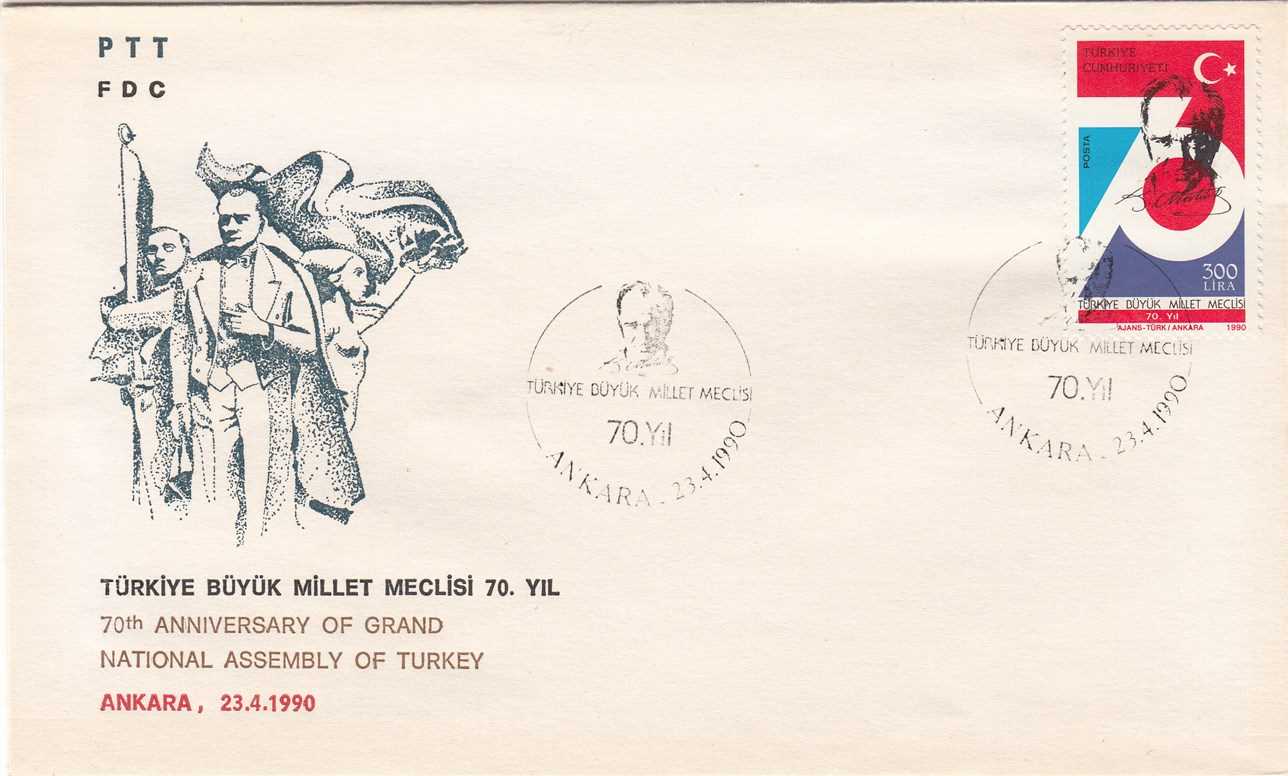 PTT
FDC
TÜRKİYE
CUMHURİYETİ
POSTA
300
LİRA
TÜRKİYE BÜYÜK MİLLET MECLİSİ
70. Yıl
AJANS-TÜRK/ANKARA 1990
TÜRKİYE BÜYÜK MİLLET MECLİSİ
70.Yıl
ANKARA - 23.4.1990
TÜRKİYE BÜYÜK MİLLET MECLİSİ
70.Yıl
ANKARA - 23.4.1990
TÜRKİYE BÜYÜK MİLLET MECLİSİ 70. YIL
70th ANNIVERSARY OF GRAND
NATIONAL ASSEMBLY OF TURKEY
ANKARA, 23.4.1990